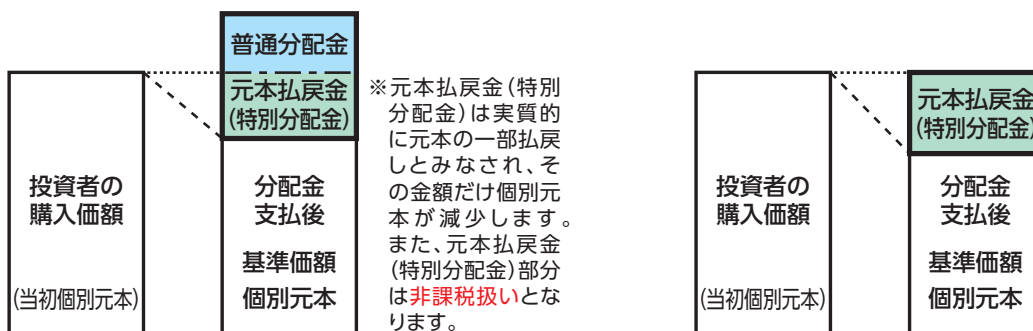 普通分配金
元本払戻金
(特別分配金)
投資者の
購入価額
(当初個別元本)
分配金
支払後
基準価額
個別元本
※元本払戻金(特別
分配金)は実質的
に元本の一部払戻
しとみなされ、そ
の金額だけ個別元
本が減少します。
また、元本払戻金
(特別分配金)部分
は非課税扱いとな
ります。
元本払戻金
(特別分配金)
投資者の
購入価額
(当初個別元本)
分配金
支払後
基準価額
個別元本